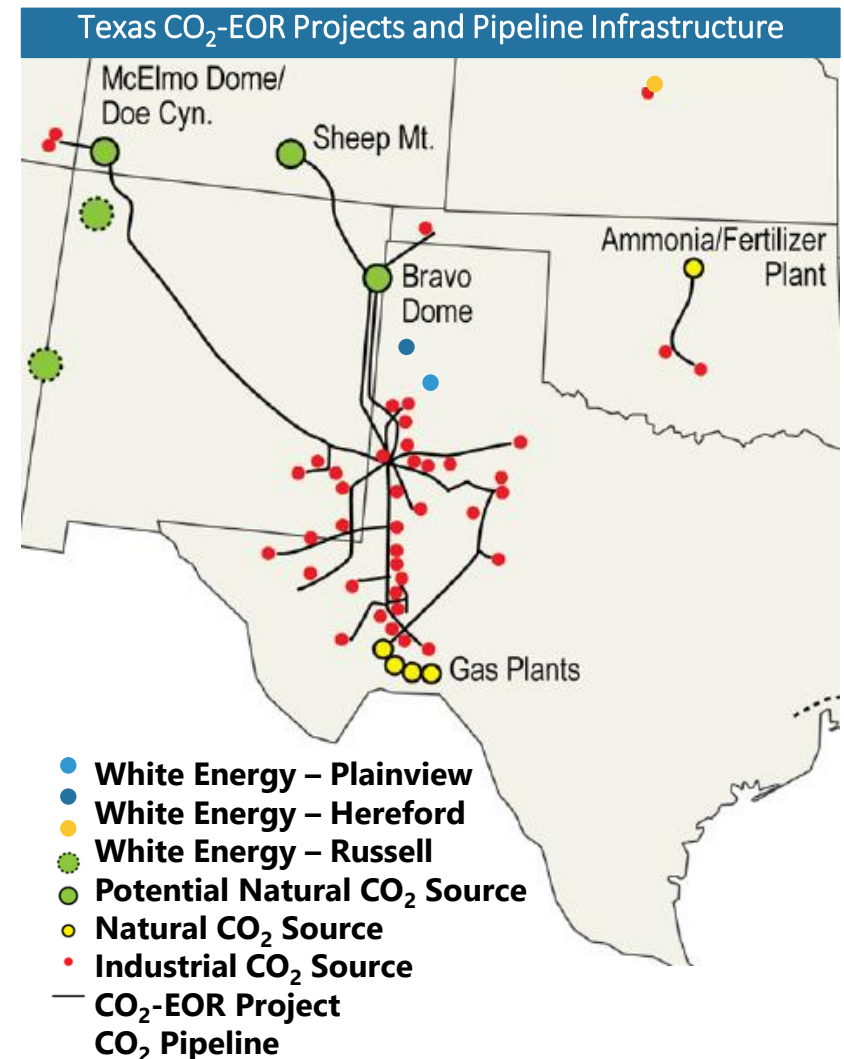 Texas CO₂-EOR Projects and Pipeline Infrastructure
McElmo Dome/
Doe Cyn.
Sheep Mt.
Ammonia/Fertilizer
Plant
Bravo
Dome
Gas Plants
White Energy – Plainview
White Energy – Hereford
White Energy – Russell
Potential Natural CO₂ Source
Natural CO₂ Source
Industrial CO₂ Source
CO₂-EOR Project
CO₂ Pipeline